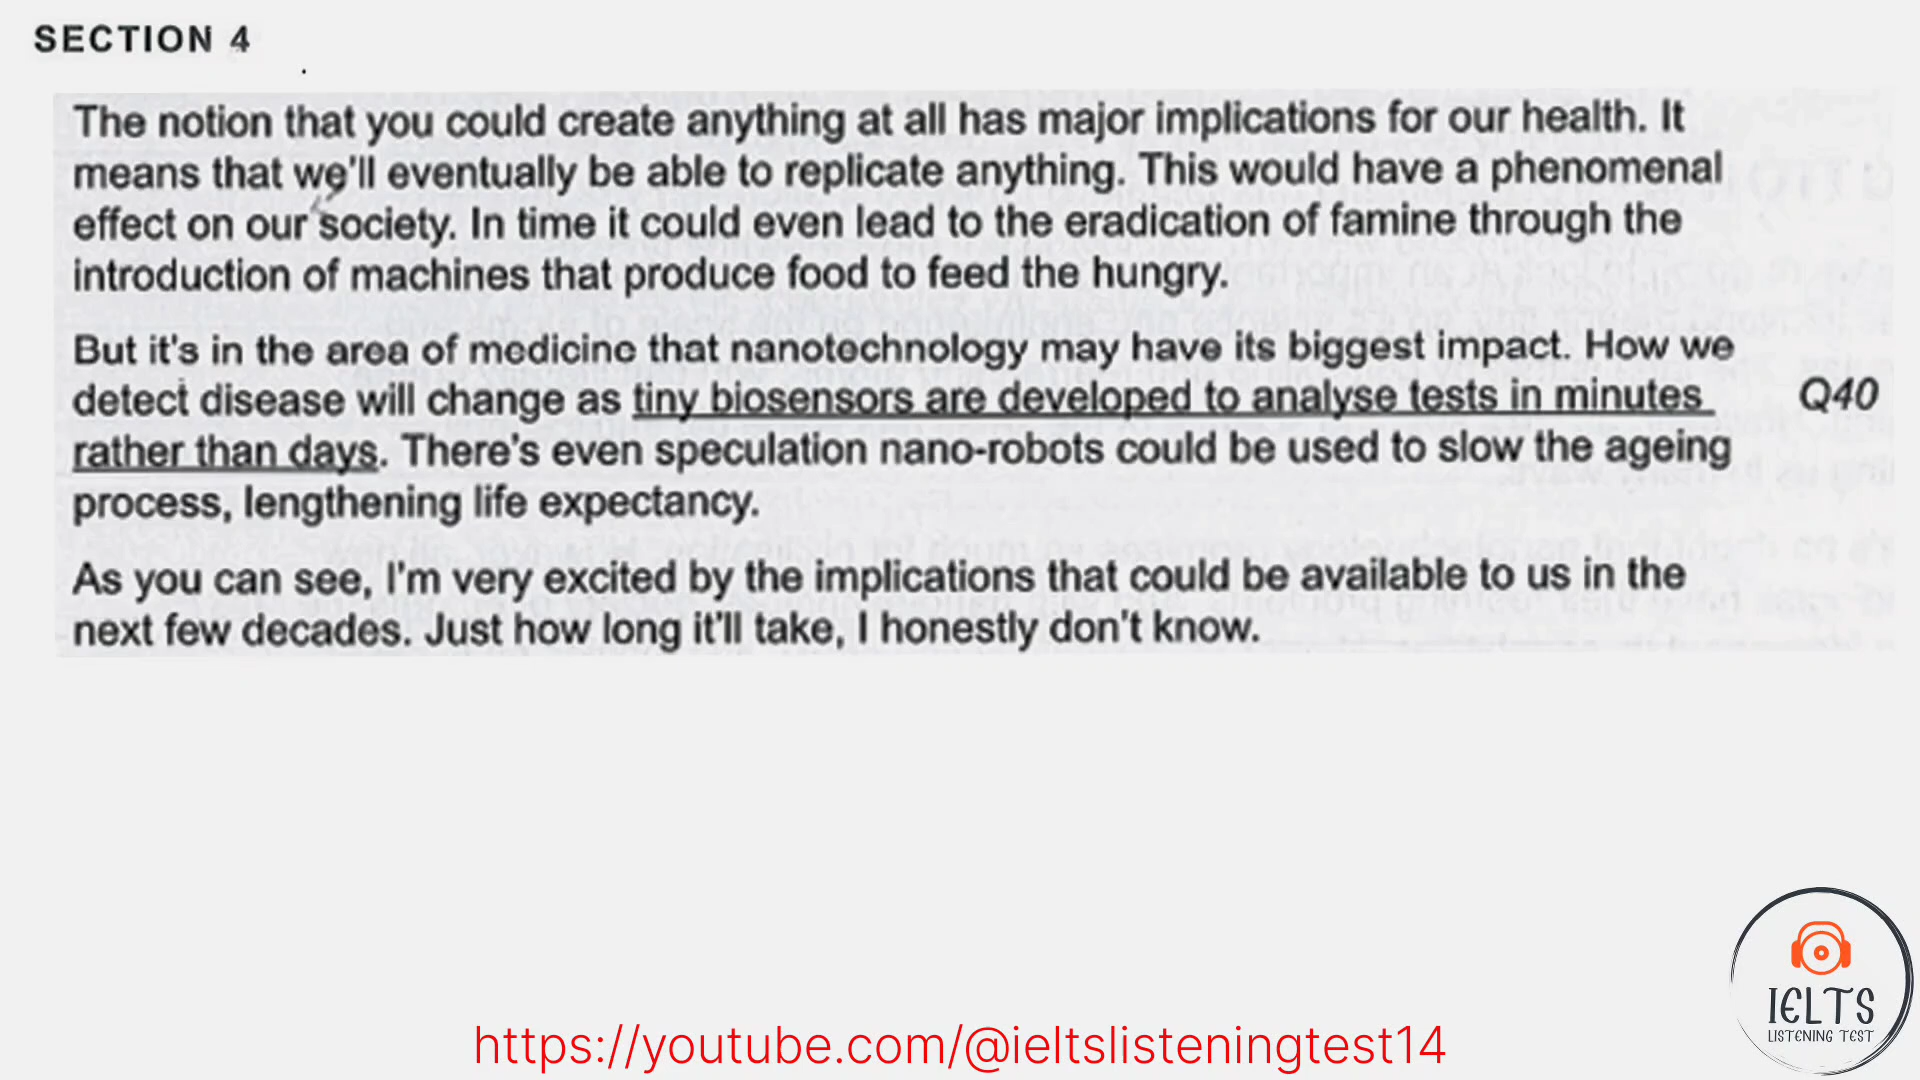 SECTION 4
The notion that you could create anything at all has major implications for our health. It
means that we'll eventually be able to replicate anything. This would have a phenomenal
effect on our society. In time it could even lead to the eradication of famine through the
introduction of machines that produce food to feed the hungry.
But it's in the area of medicine that nanotechnology may have its biggest impact. How we
detect disease will change as tiny biosensors are developed to analyse tests in minutes Q40
rather than days. There's even speculation nano-robots could be used to slow the ageing
process, lengthening life expectancy.
As you can see, I'm very excited by the implications that could be available to us in the
next few decades. Just how long it'll take, I honestly don't know.
IELTS
LISTENING TEST
https://youtube.com/@ieltslisteningtest14